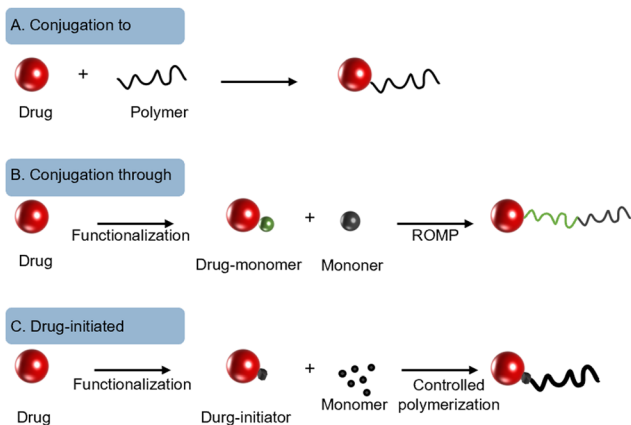 A. Conjugation to
+
Drug
Polymer
B. Conjugation through
+
Functionalization
ROMP
Drug
Drug-monomer
Mononer
C. Drug-initiated
+
Functionalization
Controlled
polymerization
Drug
Durg-initiator
Monomer